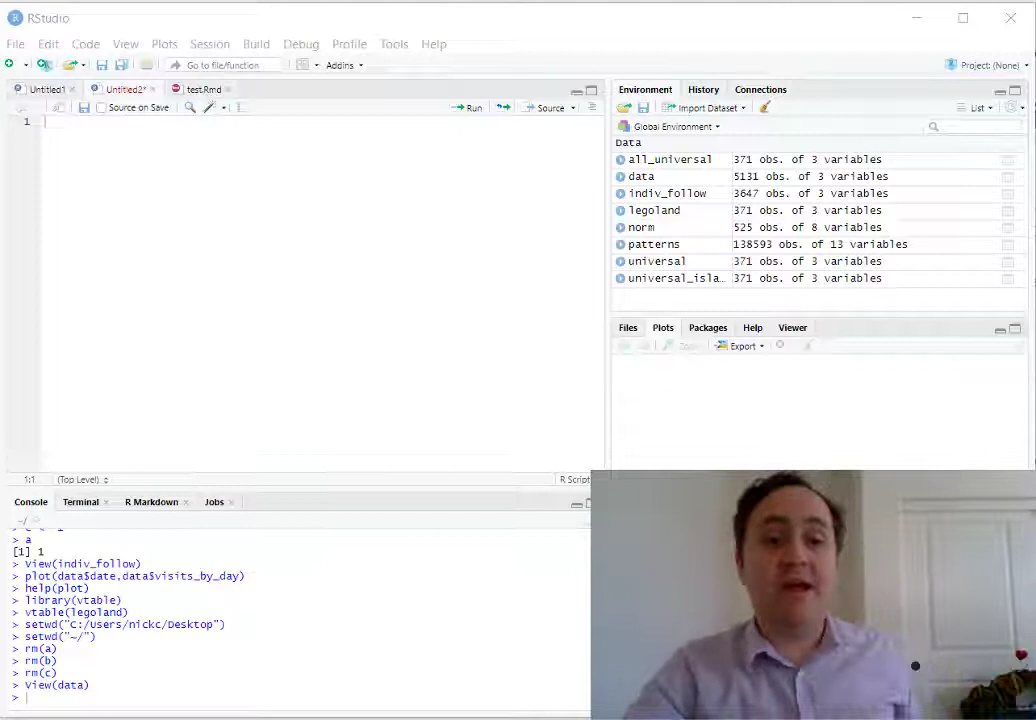 RStudio
File Edit Code View Plots Session Build Debug Profile Tools Help
Go to file/function Addins Project: (None)
Untitled1 Untitled2* test.Rmd
Source on Save Run Source
1
1:1 (Top Level) R Script
Console Terminal R Markdown Jobs
~/
> a
[1] 1
> View(indiv_follow)
> plot(data$date,data$visits_by_day)
> help(plot)
> library(vtable)
> vtable(legoland)
> setwd("C:/Users/nickc/Desktop")
> setwd("~/")
> rm(a)
> rm(b)
> rm(c)
> View(data)
>
Environment History Connections
Import Dataset List
Global Environment
Data
all_universal 371 obs. of 3 variables
data 5131 obs. of 3 variables
indiv_follow 3647 obs. of 3 variables
legoland 371 obs. of 3 variables
norm 525 obs. of 8 variables
patterns 138593 obs. of 13 variables
universal 371 obs. of 3 variables
universal_isla… 371 obs. of 3 variables
Files Plots Packages Help Viewer
Zoom Export